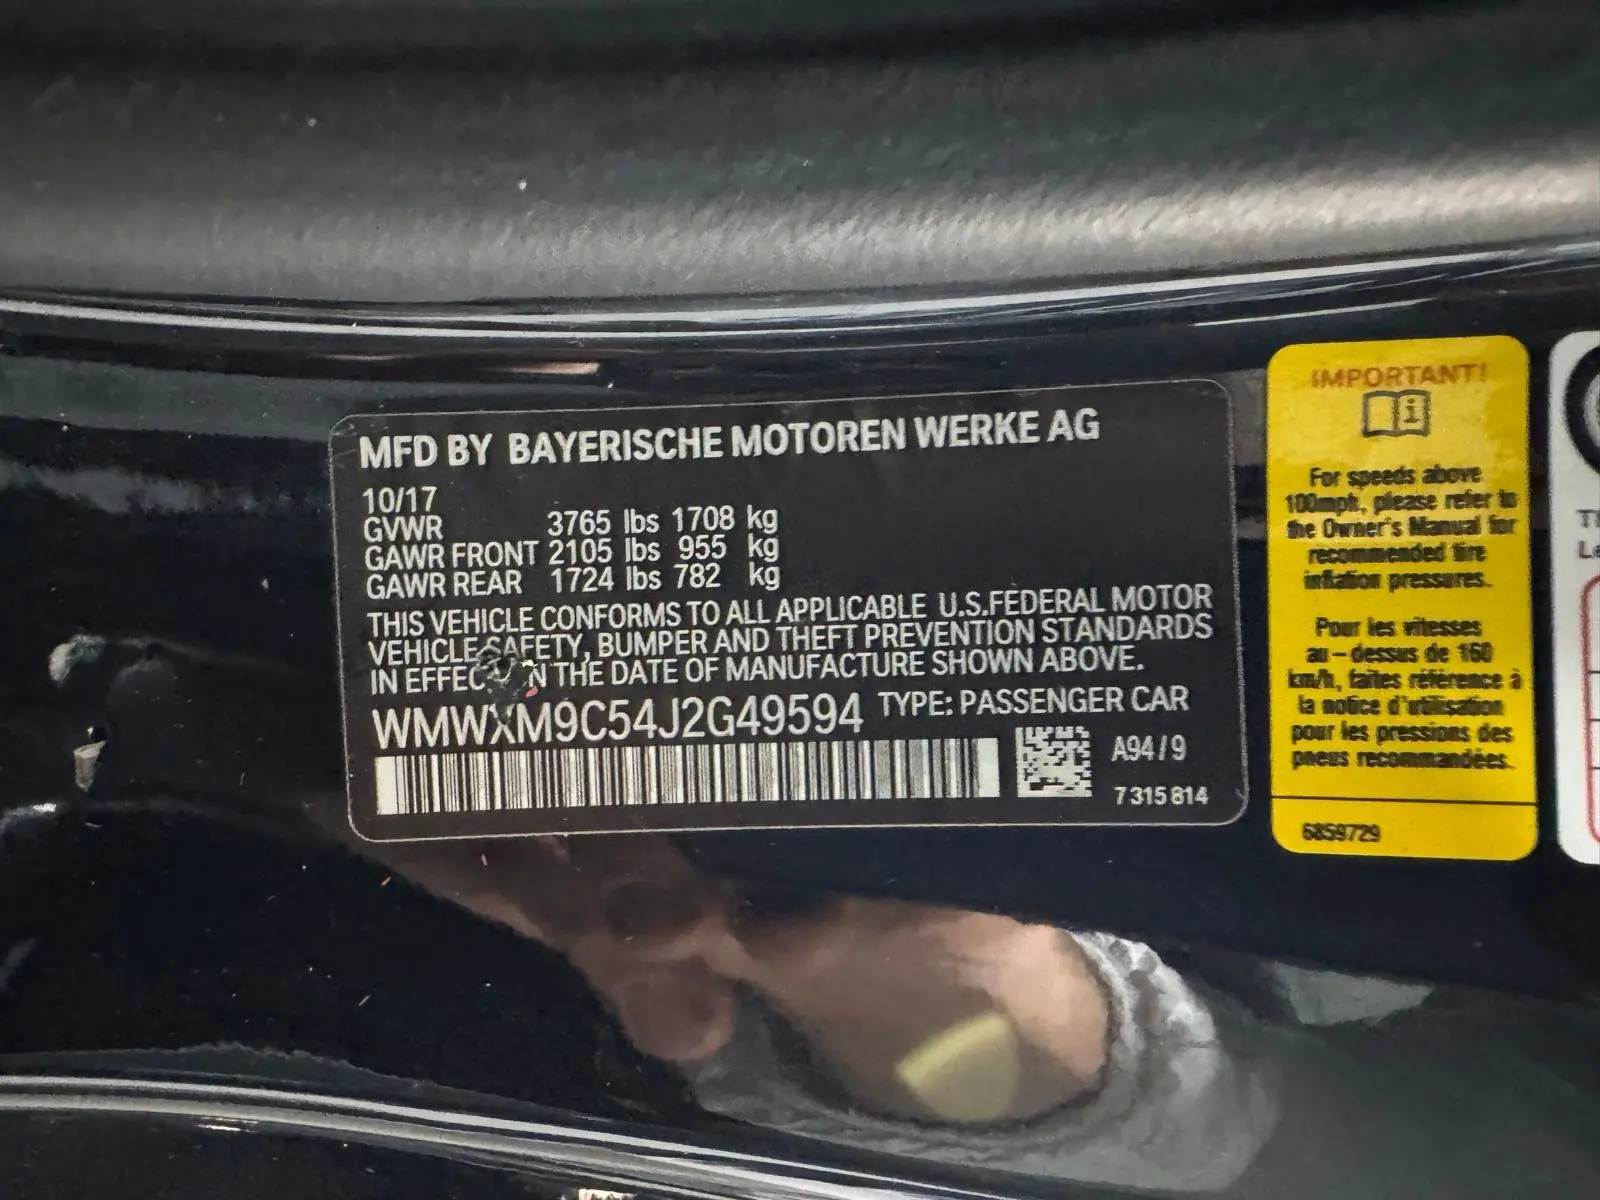 MFD BY BAYERISCHE MOTOREN WERKE AG
10/17
GVWR 3765 lbs 1708 kg
GAWR FRONT 2105 lbs 955 kg
GAWR REAR 1724 lbs 782 kg
THIS VEHICLE CONFORMS TO ALL APPLICABLE U.S.FEDERAL MOTOR
VEHICLE SAFETY, BUMPER AND THEFT PREVENTION STANDARDS
IN EFFEC N THE DATE OF MANUFACTURE SHOWN ABOVE.
WMWXM9C54J2G49594 TYPE: PASSENGER CAR
A94/9
7 315 814
IMPORTANT!
i
For speeds above
100mph, please refer to
the Owner's Manual for
recommended tire
inflation pressures.
Pour les vitesses
au-dessus de 160
km/h, faites référence à
la notice d'utilisation
pour les pressions des
pneus recommandées.
6859729